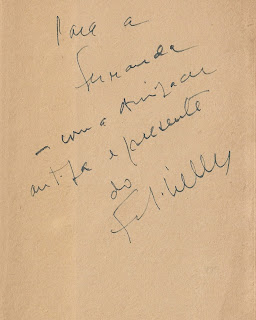 Para a
Fernanda
– com a amizade
antiga e presente
do